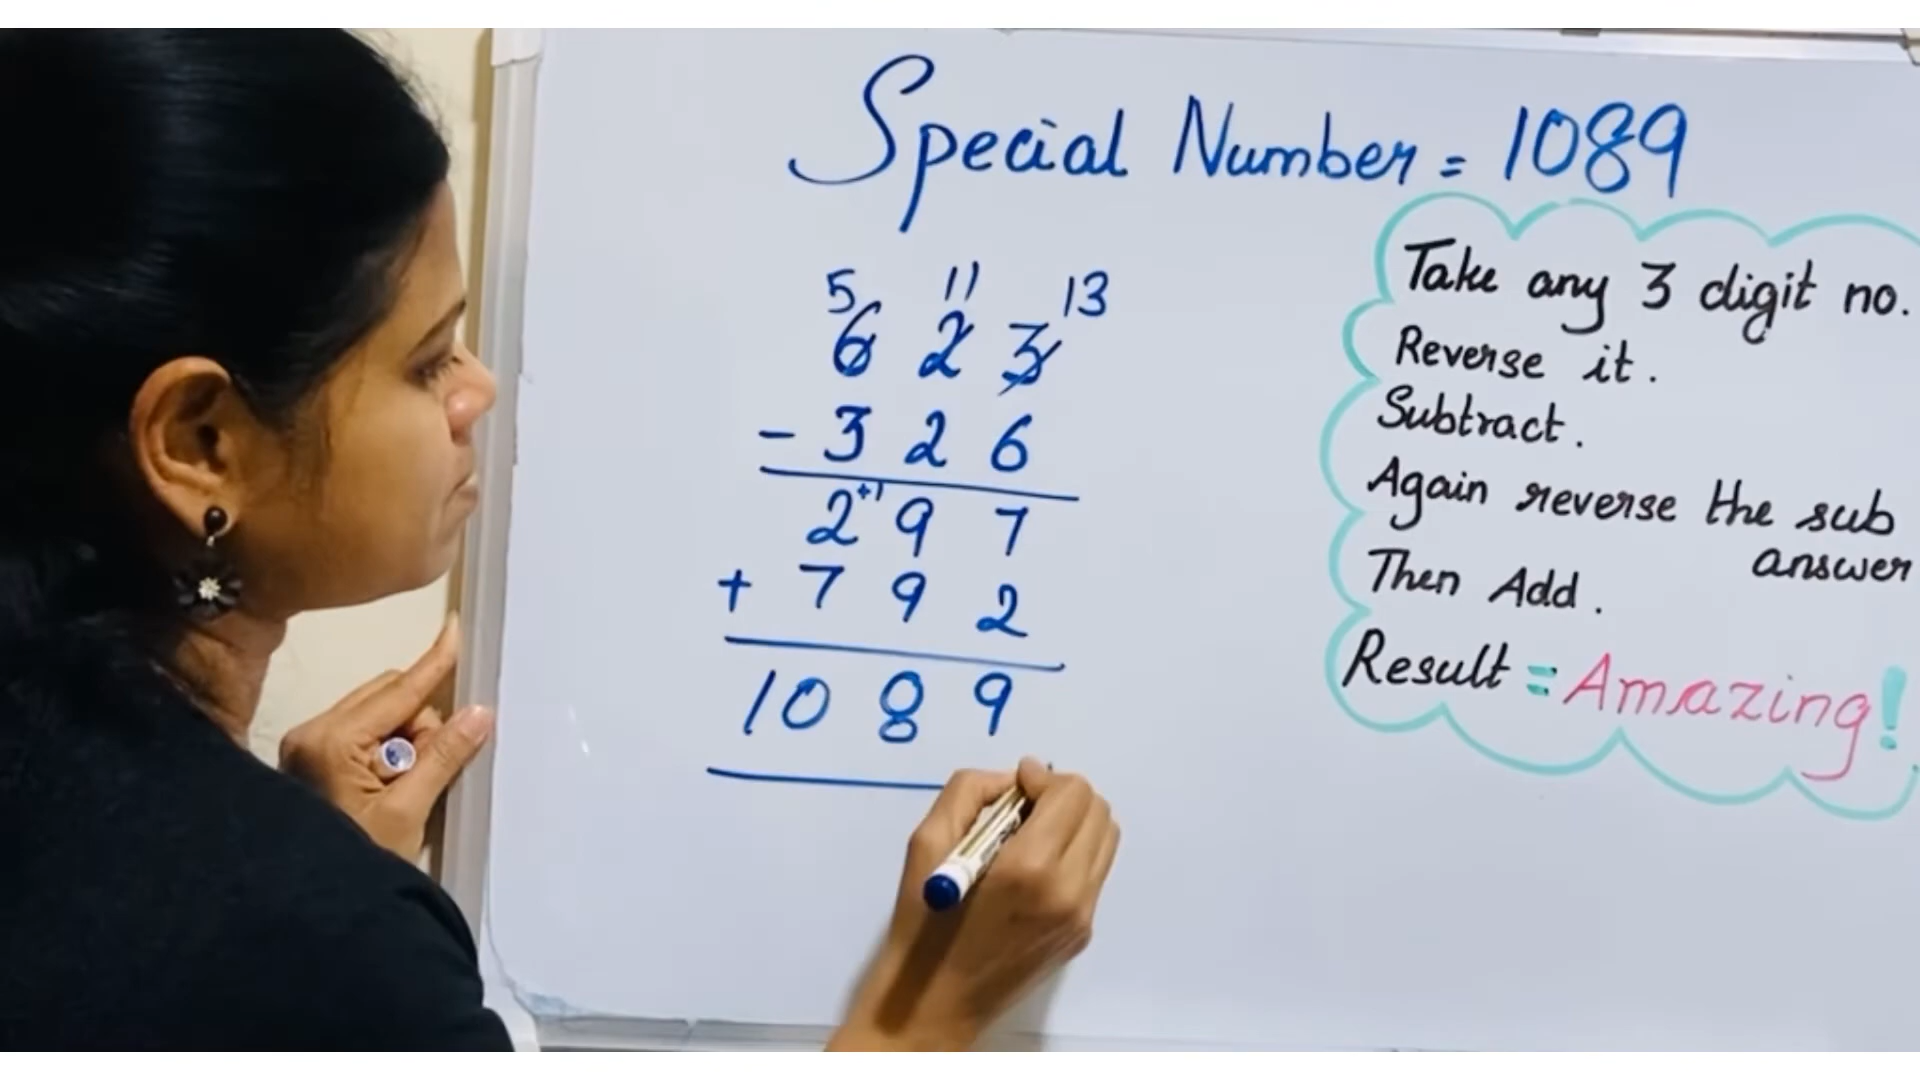 Special Number = 1089
5 11 13
6 2 3
- 3 2 6
2 +1 9 7
+ 7 9 2
10 8 9
Take any 3 digit no.
Reverse it.
Subtract.
Again reverse the sub
answer
Then Add.
Result = Amazing!